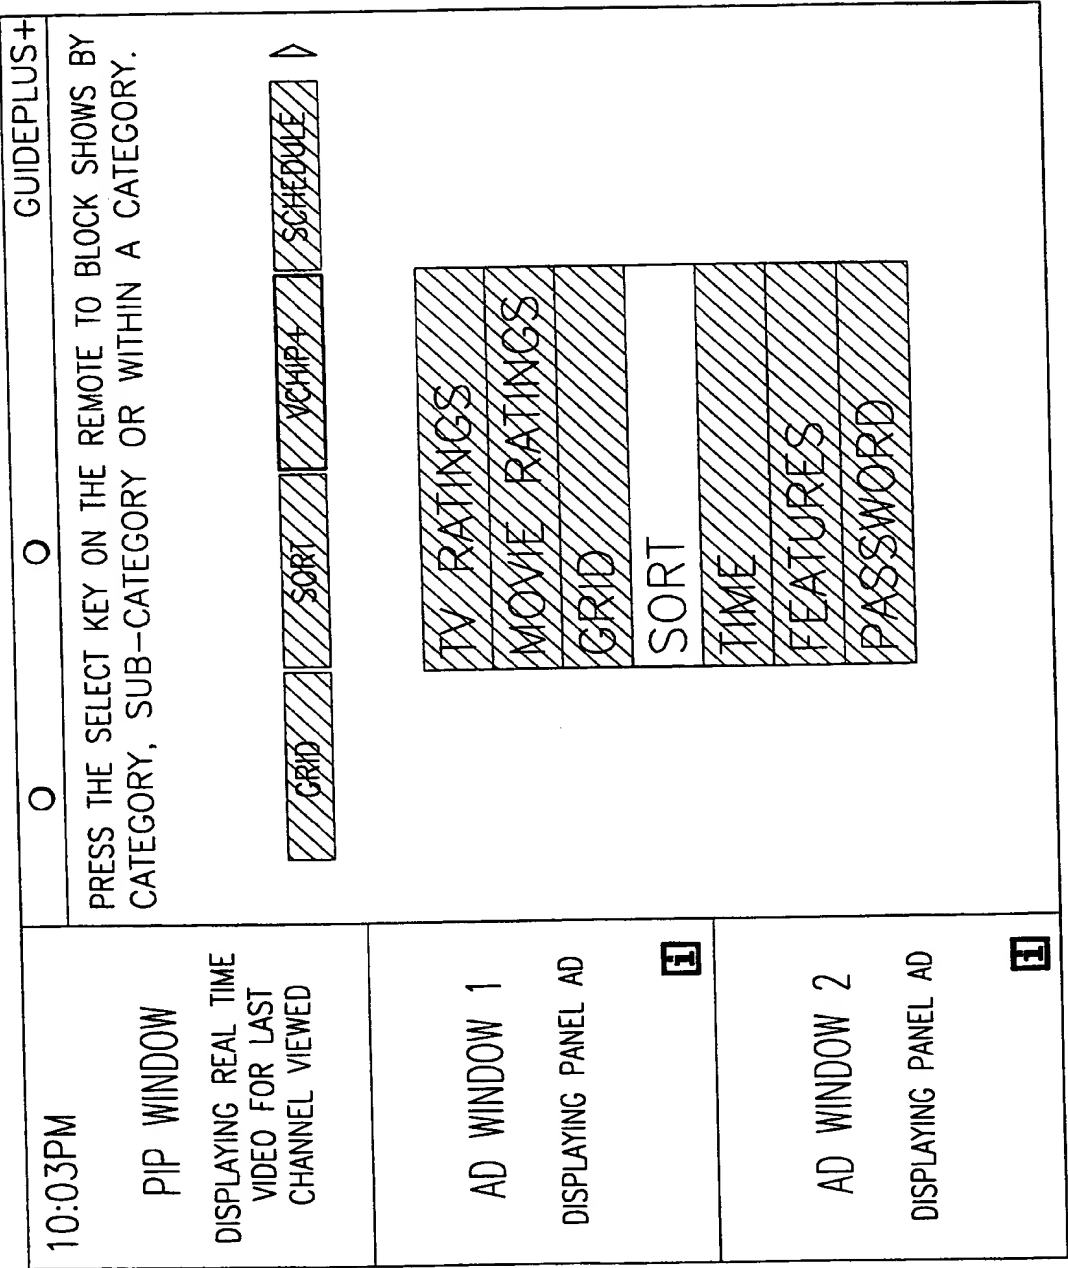 10:03PM
GUIDEPLUS+
PIP WINDOW
DISPLAYING REAL TIME
VIDEO FOR LAST
CHANNEL VIEWED
AD WINDOW 1
DISPLAYING PANEL AD
i
AD WINDOW 2
DISPLAYING PANEL AD
i
PRESS THE SELECT KEY ON THE REMOTE TO BLOCK SHOWS BY
CATEGORY, SUB-CATEGORY OR WITHIN A CATEGORY.
GRID
SORT
VCHIP+
SCHEDULE
TV RATINGS
MOVIE RATINGS
GRID
SORT
TIME
FEATURES
PASSWORD